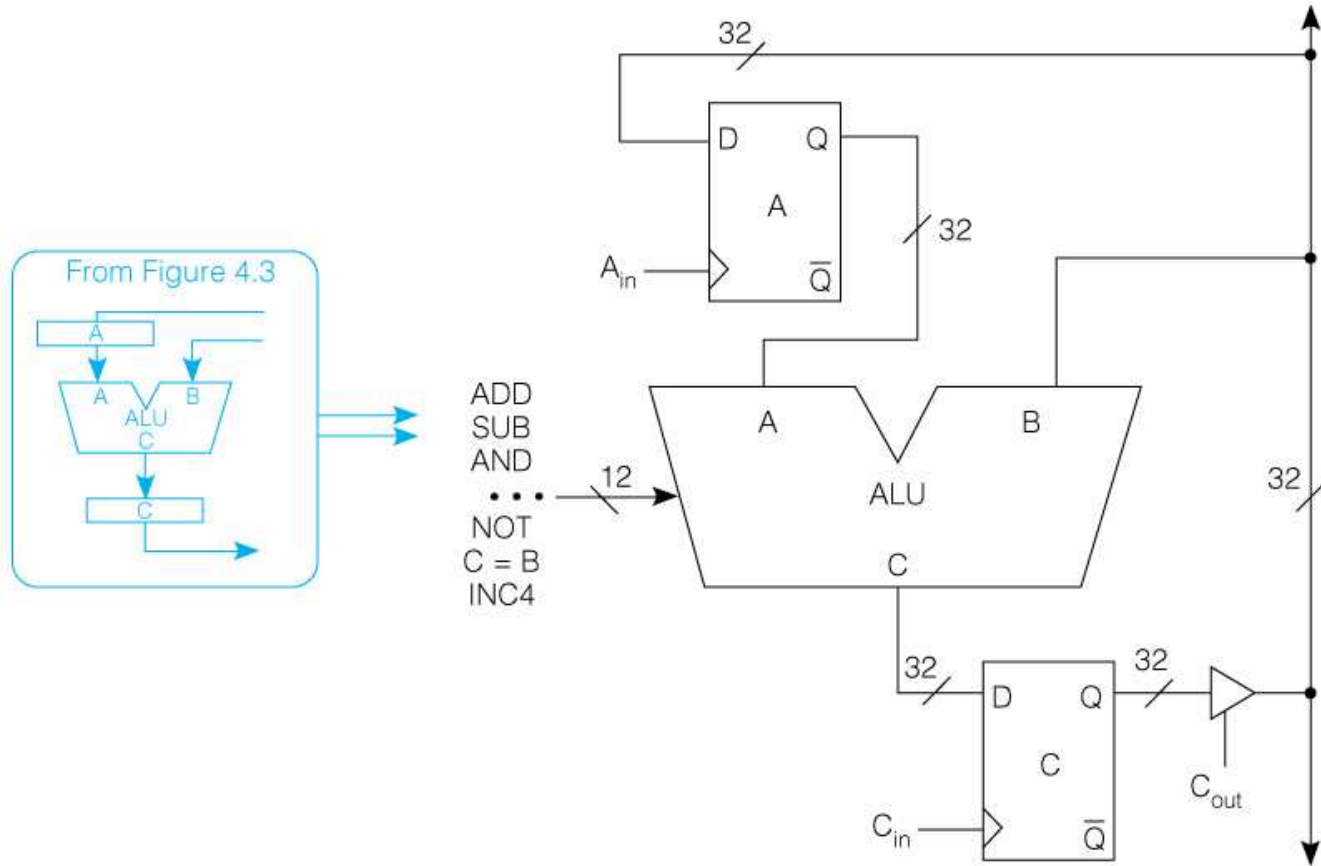 From Figure 4.3
A
A
B
ALU
C
C
32
D
Q
A
A_in
Q̅
32
ADD
SUB
AND
• • •
NOT
C = B
INC4
12
A
B
ALU
C
32
32
D
Q
32
C
C_in
Q̅
C_out